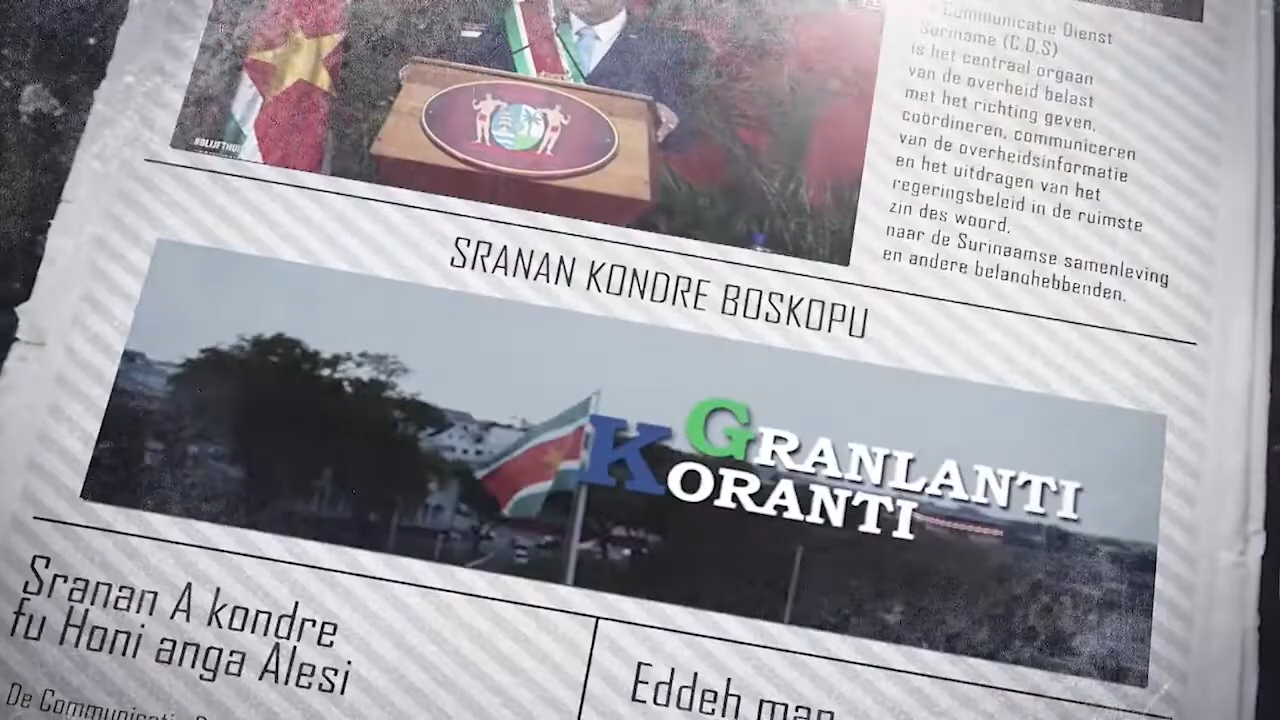 Communicatie Dienst
Suriname (C.D.S)
is het centraal orgaan
van de overheid belast
met het richting geven,
coördineren, communiceren
van de overheidsinformatie
en het uitdragen van het
regeringsbeleid in de ruimste
zin des woord.
naar de Surinaamse samenleving
en andere belanghebbenden.
SRANAN KONDRE BOSKOPU
GRANLANTI
KORANTI
Sranan A kondre
fu Honi anga Alesi
Eddeh man
De